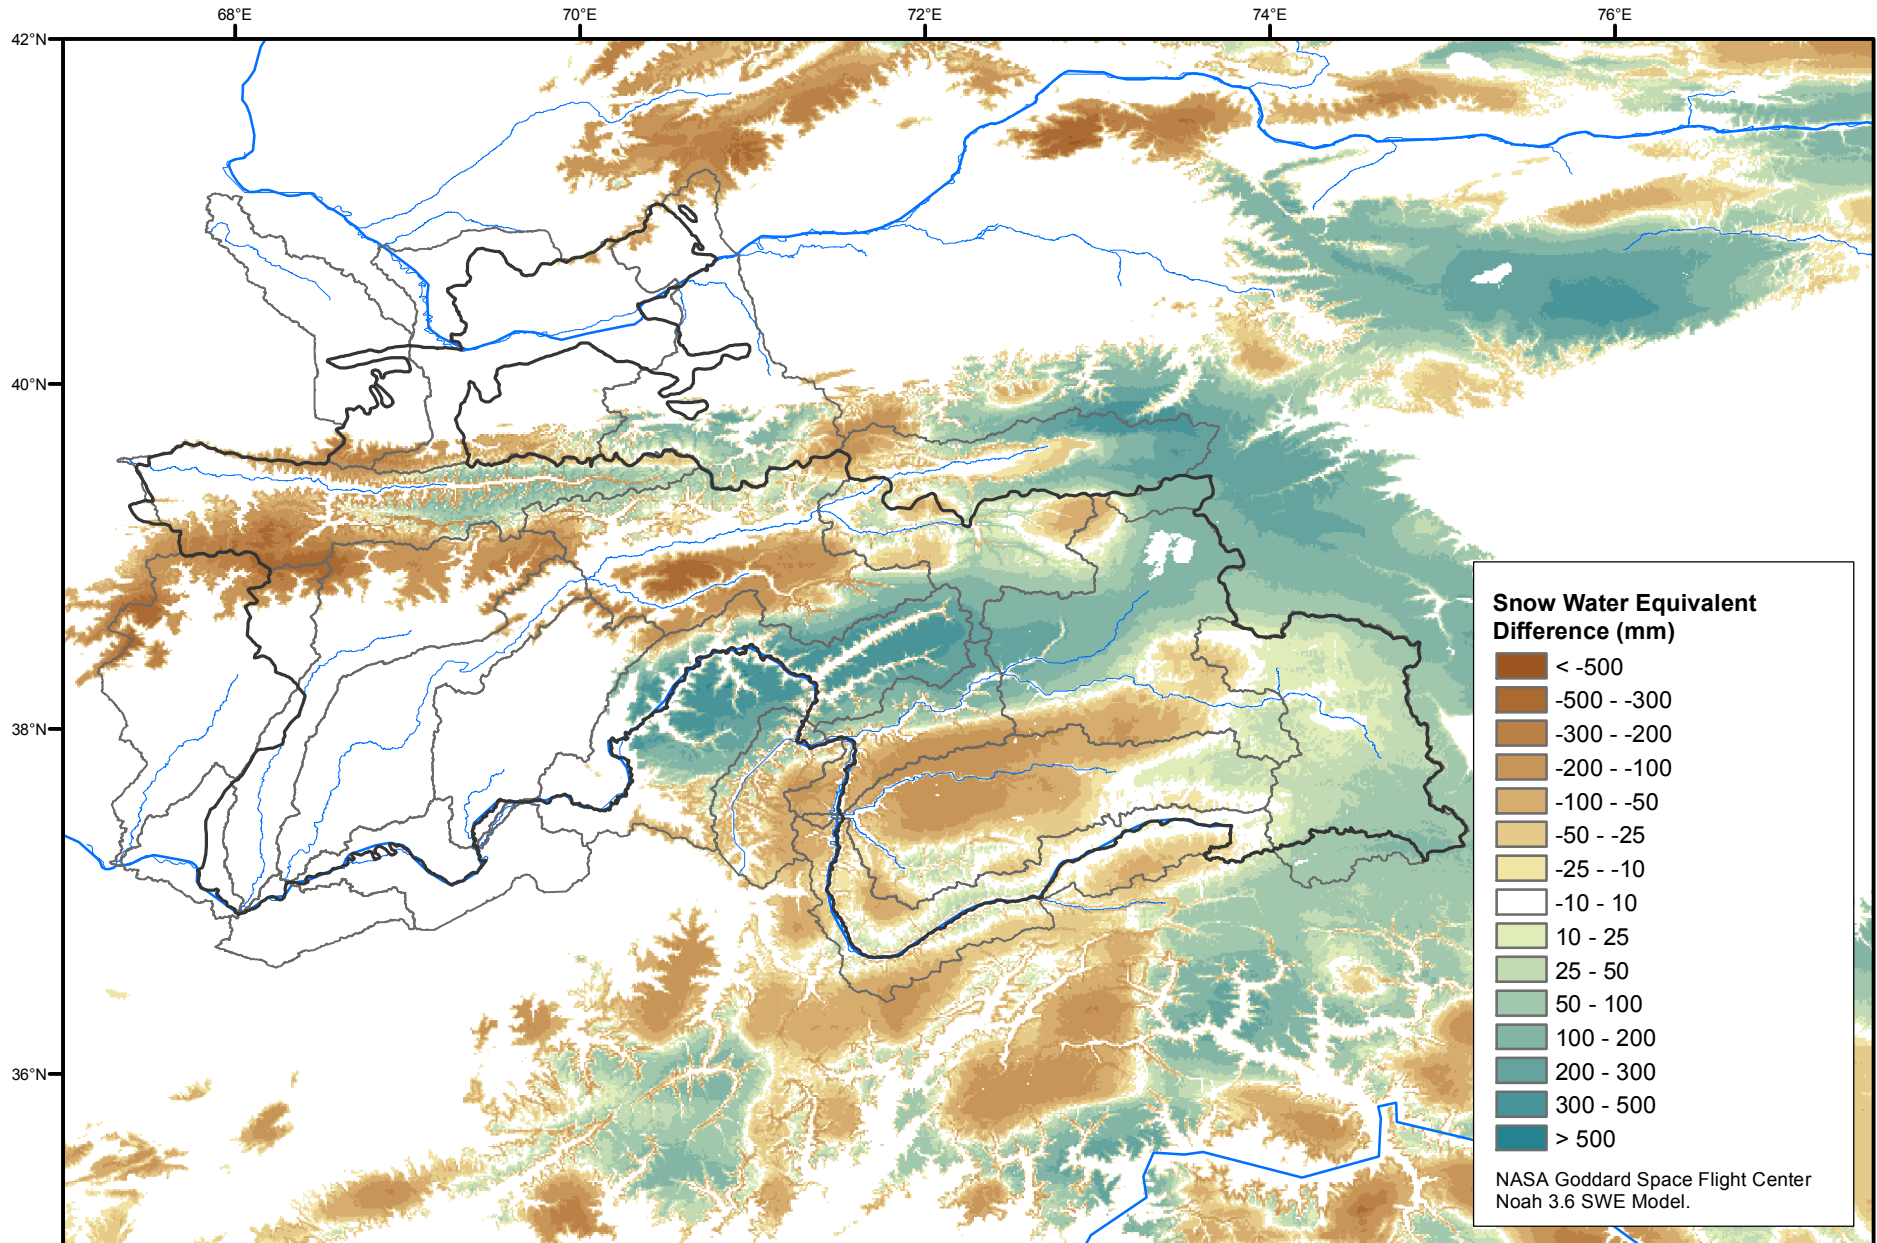 68°E
70°E
72°E
74°E
76°E
42°N
40°N
38°N
36°N
Snow Water Equivalent
Difference (mm)
< -500
-500 - -300
-300 - -200
-200 - -100
-100 - -50
-50 - -25
-25 - -10
-10 - 10
10 - 25
25 - 50
50 - 100
100 - 200
200 - 300
300 - 500
> 500
NASA Goddard Space Flight Center
Noah 3.6 SWE Model.